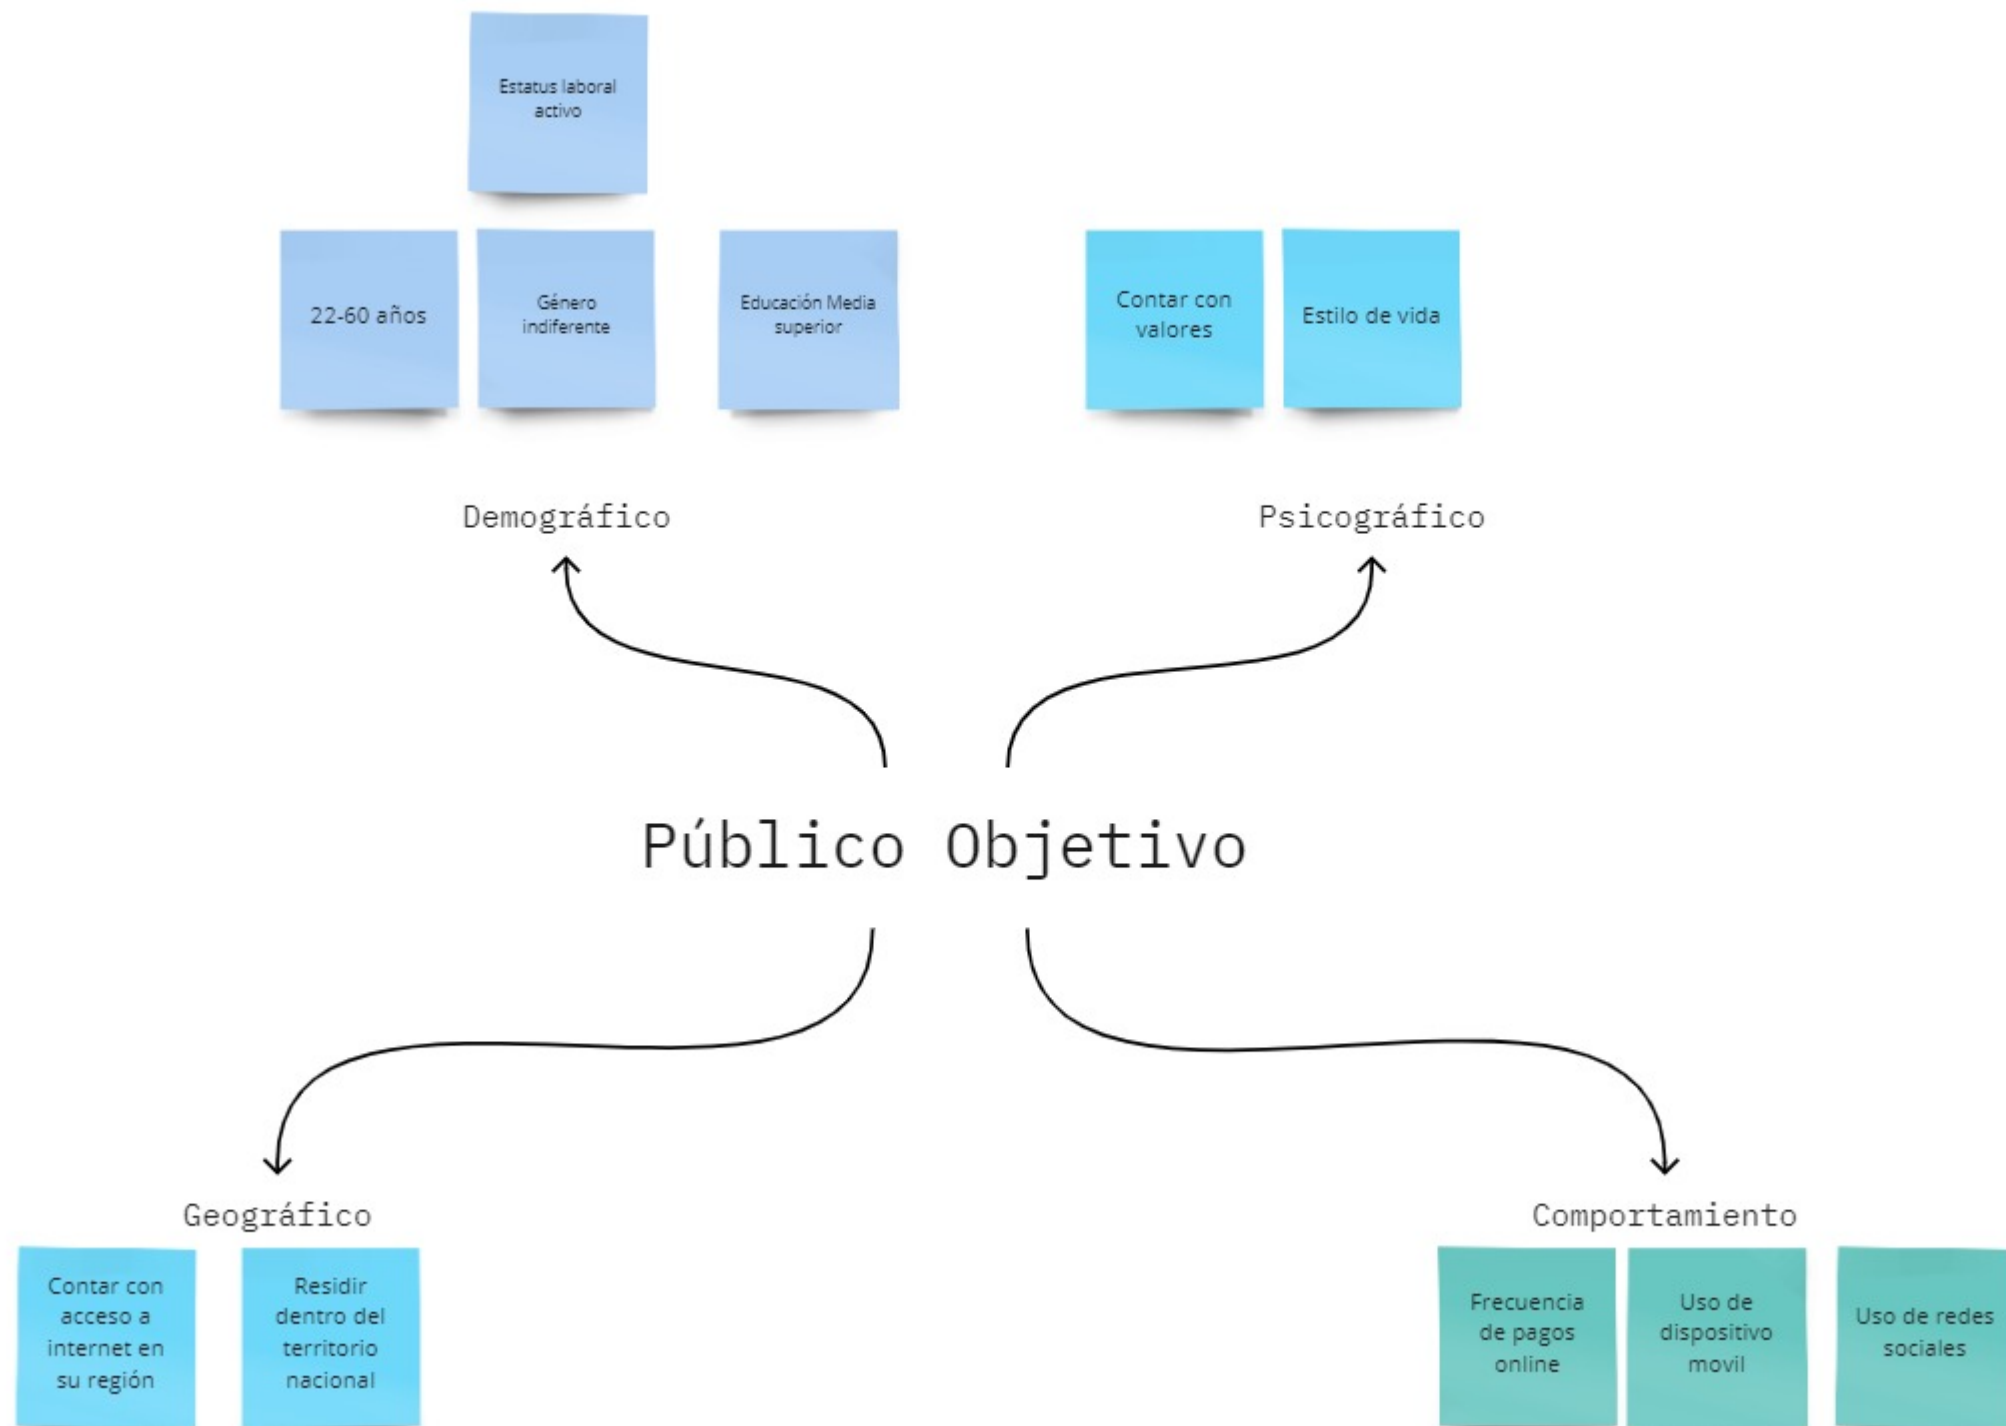 Estatus laboral
activo
22-60 años
Género
indiferente
Educación Media
superior
Contar con
valores
Estilo de vida
Demográfico
Psicográfico
Público Objetivo
Geográfico
Comportamiento
Contar con
acceso a
internet en
su región
Residir
dentro del
territorio
nacional
Frecuencia
de pagos
online
Uso de
dispositivo
movil
Uso de redes
sociales